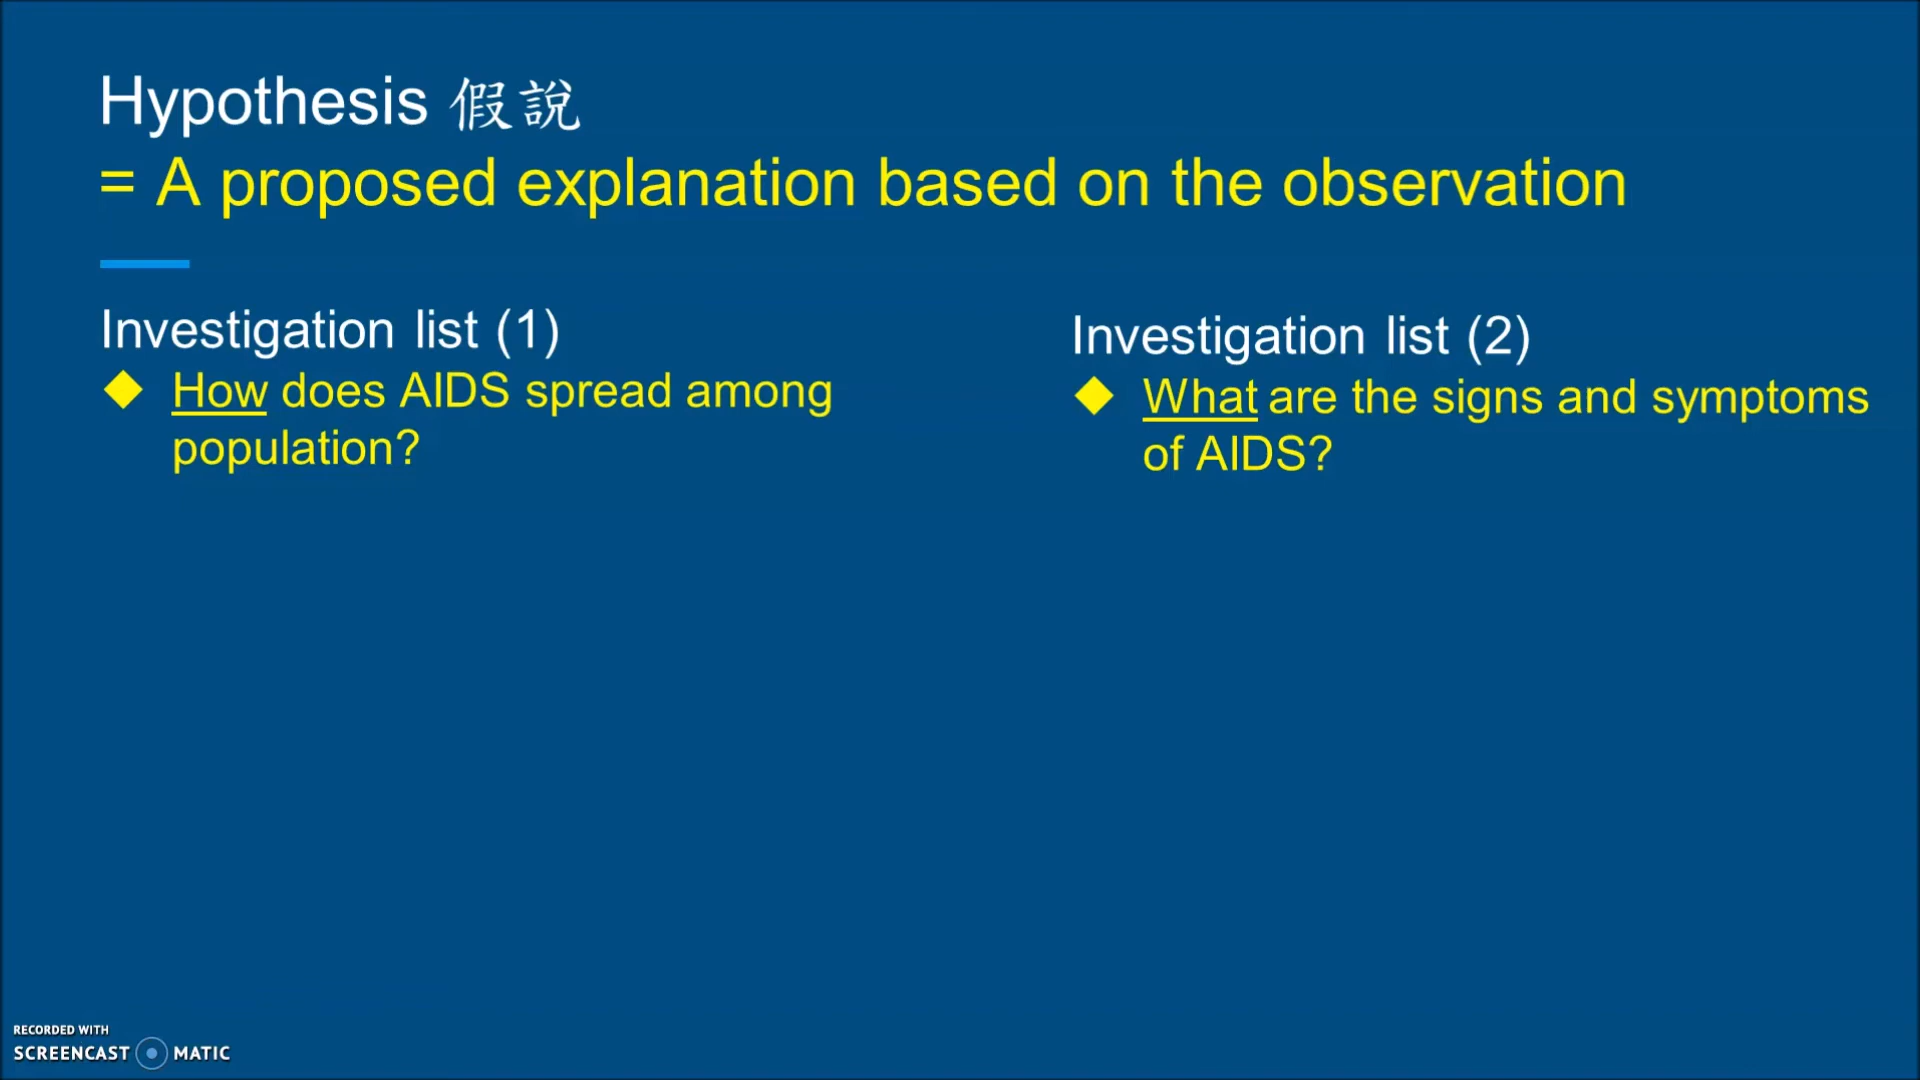 Hypothesis 假說
= A proposed explanation based on the observation
Investigation list (1)
How does AIDS spread among
population?
Investigation list (2)
What are the signs and symptoms
of AIDS?
RECORDED WITH
SCREENCAST MATIC